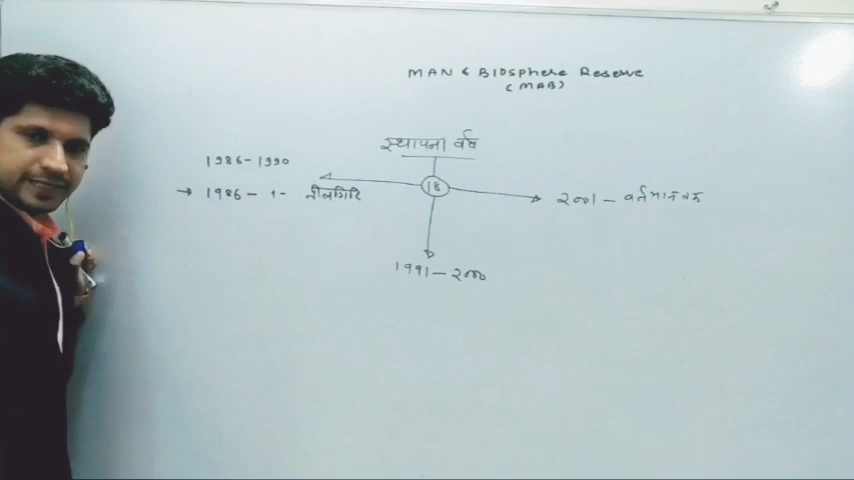 MAN & BIOSPHERE Reserve
(MAB)
स्थापना वर्ष
1986-1990
18
→ 1986 - 1 - नीलगिरि
2001 - वर्तमान तक
1991 - 2000